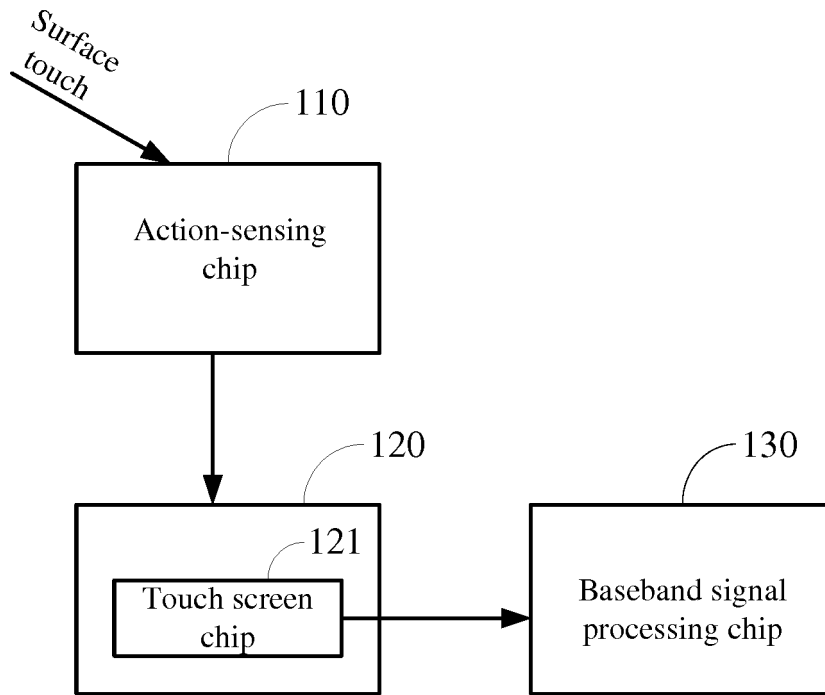 Surface
touch
110
Action-sensing
chip
120
130
121
Touch screen
chip
Baseband signal
processing chip